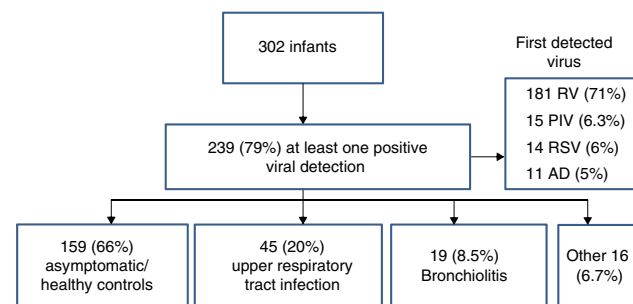 302 infants
First detected
virus
181 RV (71%)
15 PIV (6.3%)
14 RSV (6%)
11 AD (5%)
239 (79%) at least one positive
viral detection
159 (66%)
asymptomatic/
healthy controls
45 (20%)
upper respiratory
tract infection
19 (8.5%)
Bronchiolitis
Other 16
(6.7%)